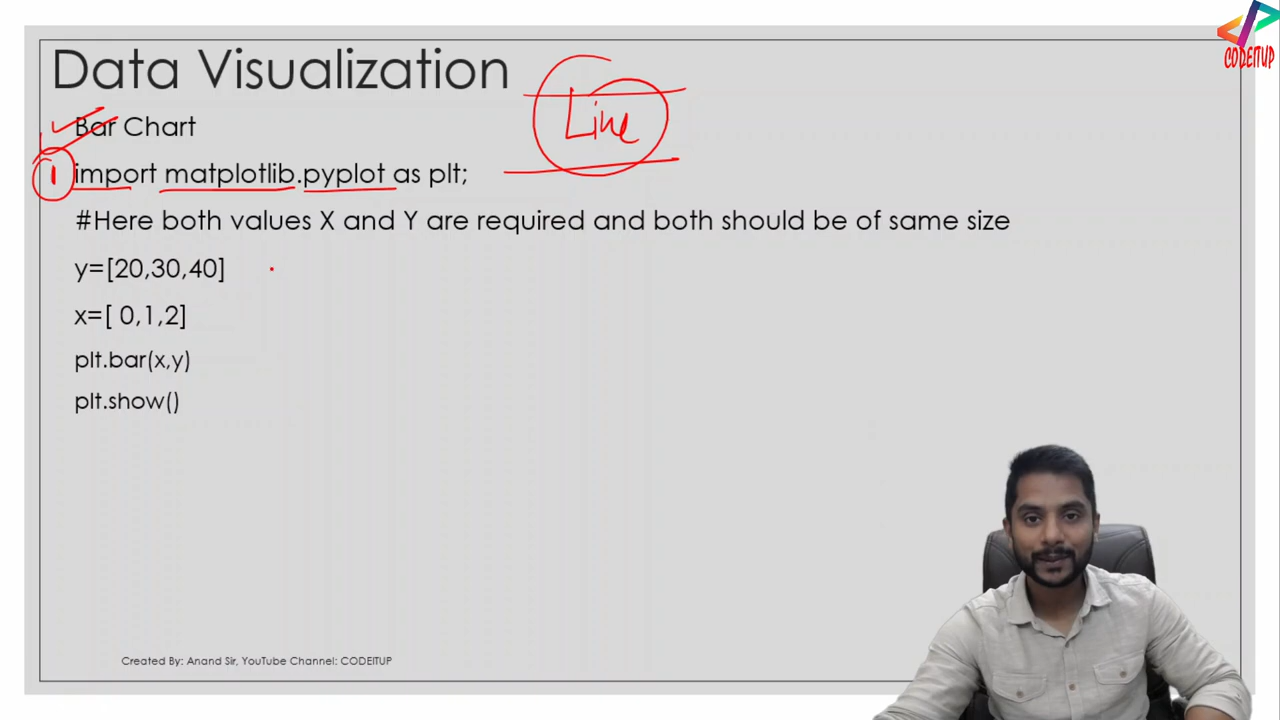 Data Visualization
Line
Bar Chart
1 import matplotlib.pyplot as plt;
#Here both values X and Y are required and both should be of same size
y=[20,30,40]
x=[ 0,1,2]
plt.bar(x,y)
plt.show()
Created By: Anand Sir, YouTube Channel: CODEITUP
CODEITUP